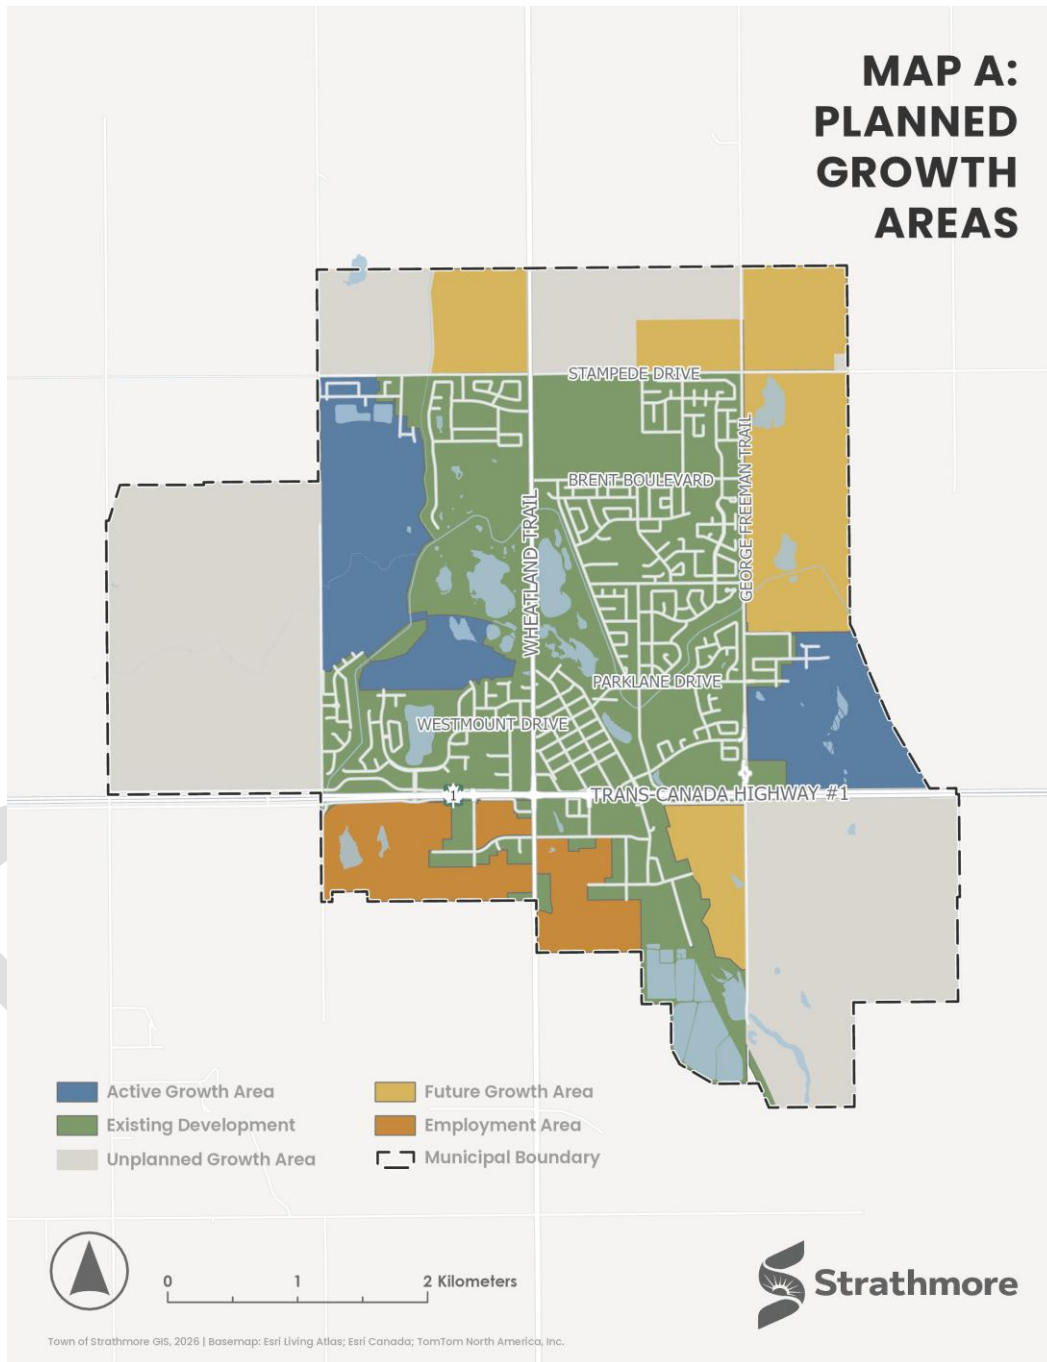 MAP A:
PLANNED
GROWTH
AREAS
STAMPEDE DRIVE
BRENT BOULEVARD
GEORGE FREEMAN TRAIL
WHEATLAND TRAIL
PARKLANE DRIVE
WESTMOUNT DRIVE
1
TRANS-CANADA HIGHWAY #1
Active Growth Area
Future Growth Area
Existing Development
Employment Area
Unplanned Growth Area
Municipal Boundary
0 1 2 Kilometers
Strathmore
Town of Strathmore GIS, 2026 | Basemap: Esri Living Atlas; Esri Canada; TomTom North America, Inc.